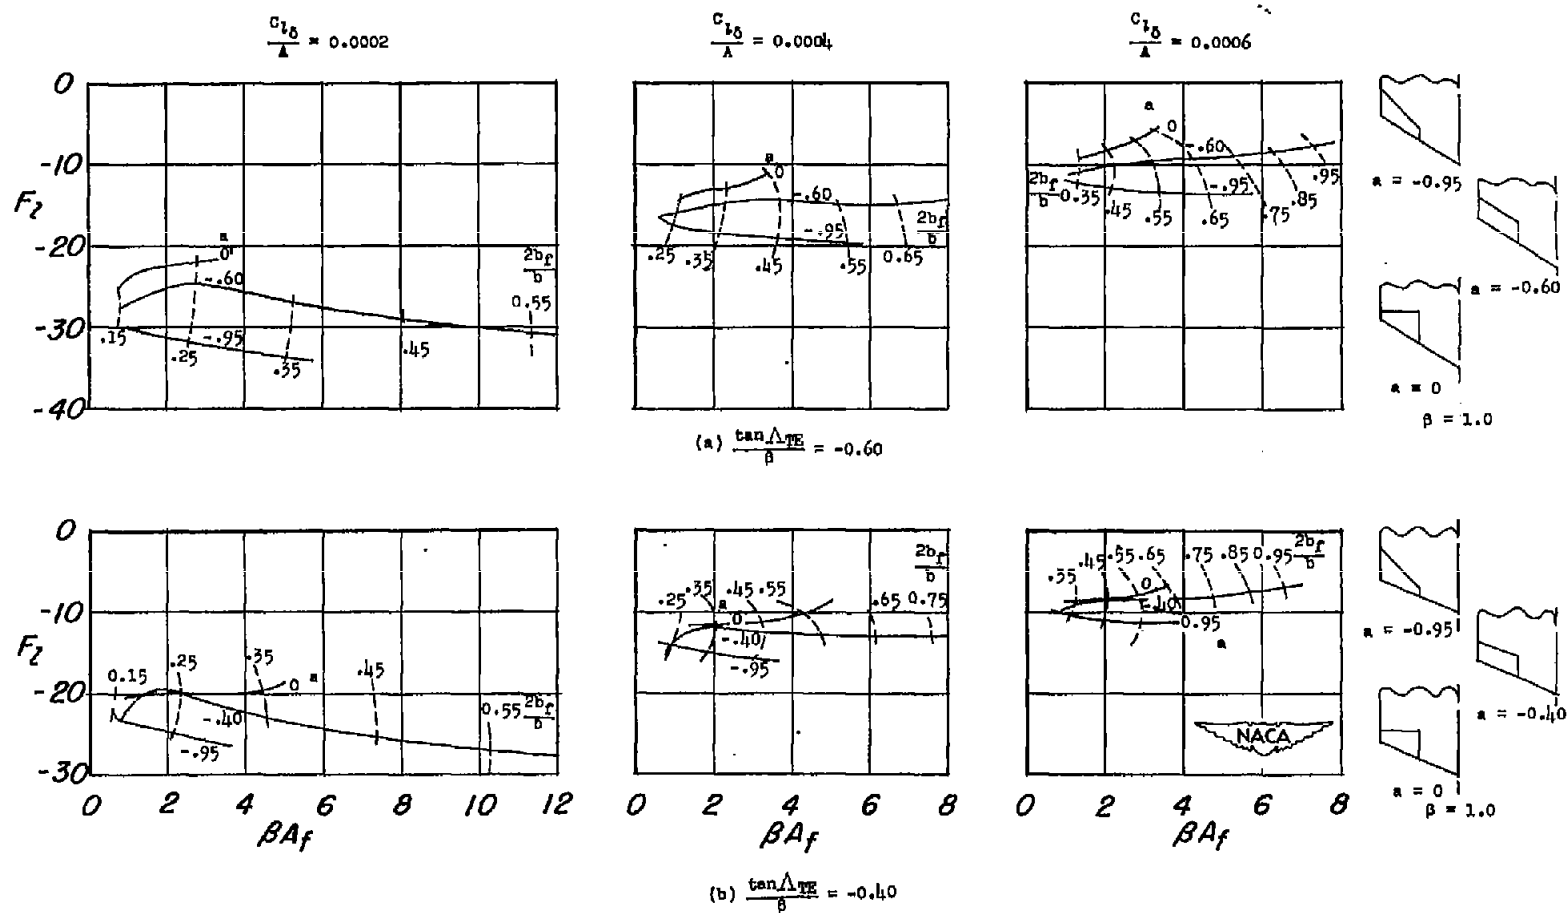 C_lδ/A = 0.0002
C_lδ/A = 0.0004
C_lδ/A = 0.0006
0
-10
F_l
-20
-30
-40
a
0
-.60
-.95
2b_f/b
.15
.25
.35
.45
0.55
a
0
-.60
-.95
2b_f/b
.25
.35
.45
.55
0.65
a
0
-.60
-.95
2b_f/b
0.35
.45
.55
.65
.75
.85
.95
a = -0.95
a = -0.60
a = 0
β = 1.0
(a) tan Λ_TE/β = -0.60
0
-10
F_l
-20
-30
0.15
.25
.35
0 a
.45
-.40
-.95
0.55 2b_f/b
0 2 4 6 8 10 12
βA_f
2b_f/b
.25
.35
.45
.55
.65
0.75
a
0
-.40
-.95
0 2 4 6 8
βA_f
.35
.45
.55
.65
.75
.85
0.95 2b_f/b
0
-.40
0.95
a
NACA
0 2 4 6 8
βA_f
a = -0.95
a = -0.40
a = 0
β = 1.0
(b) tan Λ_TE/β = -0.40